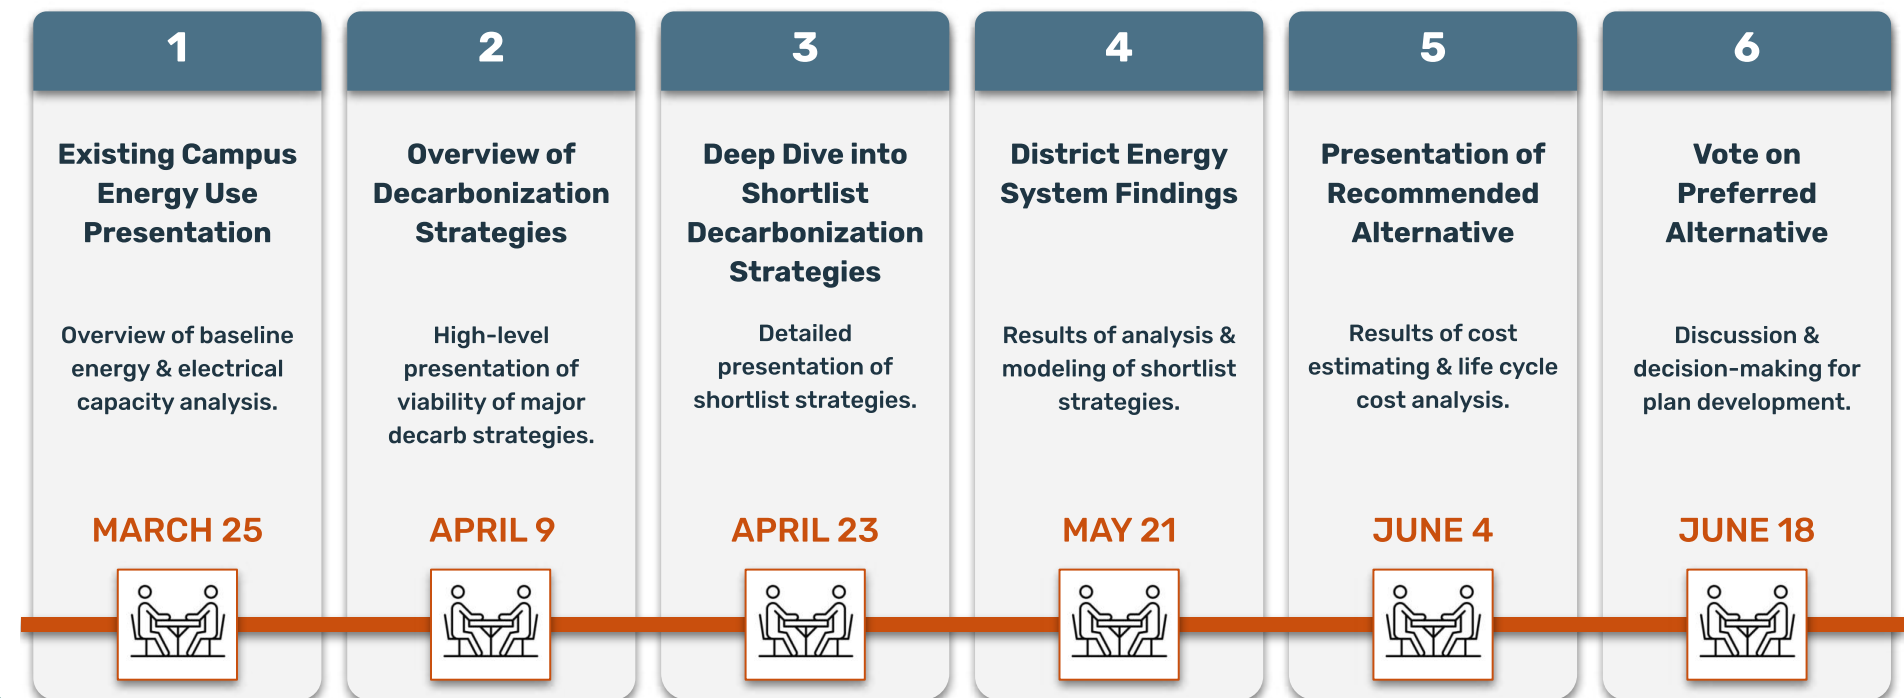 1
Existing Campus
Energy Use
Presentation
Overview of baseline
energy & electrical
capacity analysis.
MARCH 25
2
Overview of
Decarbonization
Strategies
High-level
presentation of
viability of major
decarb strategies.
APRIL 9
3
Deep Dive into
Shortlist
Decarbonization
Strategies
Detailed
presentation of
shortlist strategies.
APRIL 23
4
District Energy
System Findings
Results of analysis &
modeling of shortlist
strategies.
MAY 21
5
Presentation of
Recommended
Alternative
Results of cost
estimating & life cycle
cost analysis.
JUNE 4
6
Vote on
Preferred
Alternative
Discussion &
decision-making for
plan development.
JUNE 18